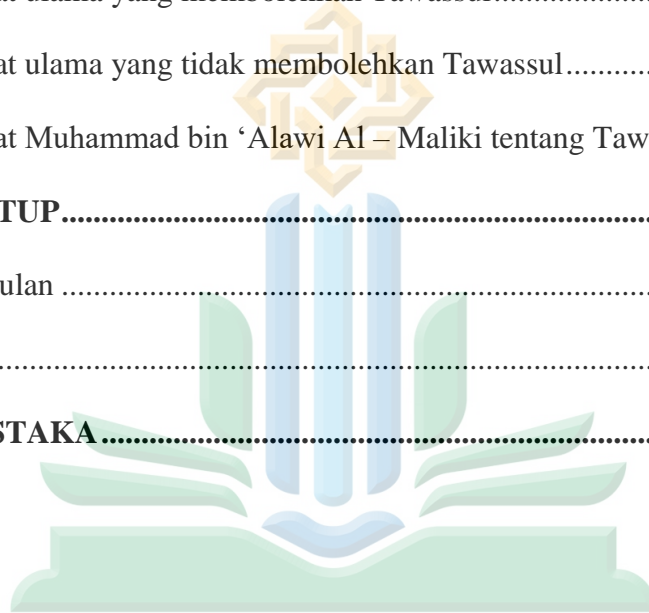 at ulama yang membolehkan Tawassul....................
at ulama yang tidak membolehkan Tawassul............
at Muhammad bin ‘Alawi Al – Maliki tentang Taw
TUP..........................................................................
ulan ..........................................................................
.................................................................................
STAKA.....................................................................